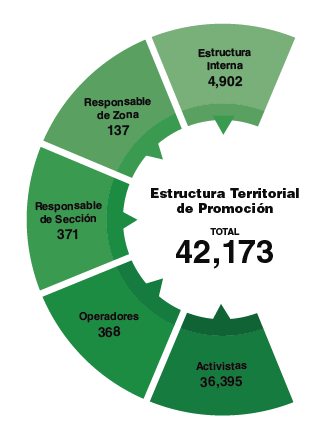 Estructura
Interna
4,902
Responsable
de Zona
137
Responsable
de Sección
371
Estructura Territorial
de Promoción
TOTAL
42,173
Operadores
368
Activistas
36,395